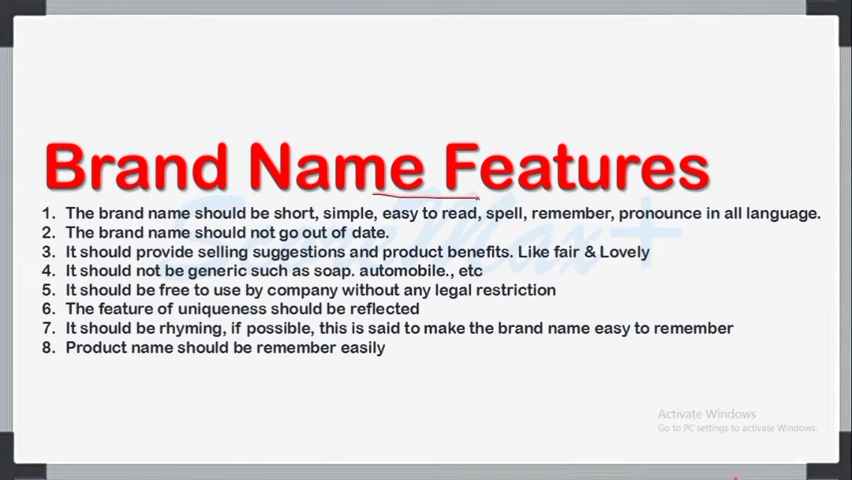 Brand Name Features
1. The brand name should be short, simple, easy to read, spell, remember, pronounce in all language.
2. The brand name should not go out of date.
3. It should provide selling suggestions and product benefits. Like fair & Lovely
4. It should not be generic such as soap. automobile., etc
5. It should be free to use by company without any legal restriction
6. The feature of uniqueness should be reflected
7. It should be rhyming, if possible, this is said to make the brand name easy to remember
8. Product name should be remember easily
Activate Windows
Go to PC settings to activate Windows.